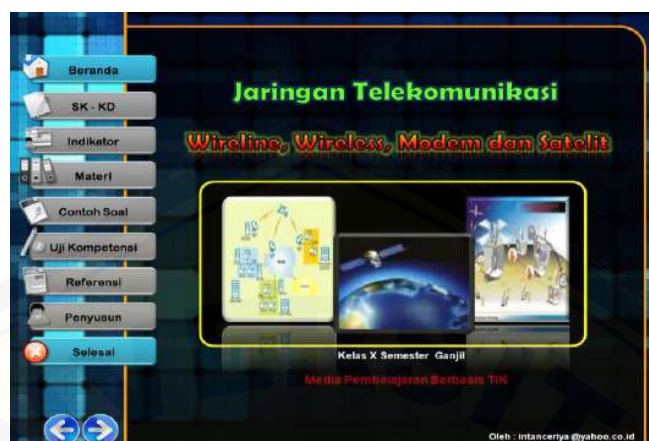 Beranda
SK - KD
Indikator
Materi
Contoh Soal
Uji Kompetensi
Referensi
Penyusun
Selesai
Jaringan Telekomunikasi
Wireline, Wireless, Modem dan Satelit
Kelas X Semester Ganjil
Media Pembelajaran Berbasis TIK
Oleh : intanceriya@yahoo.co.id